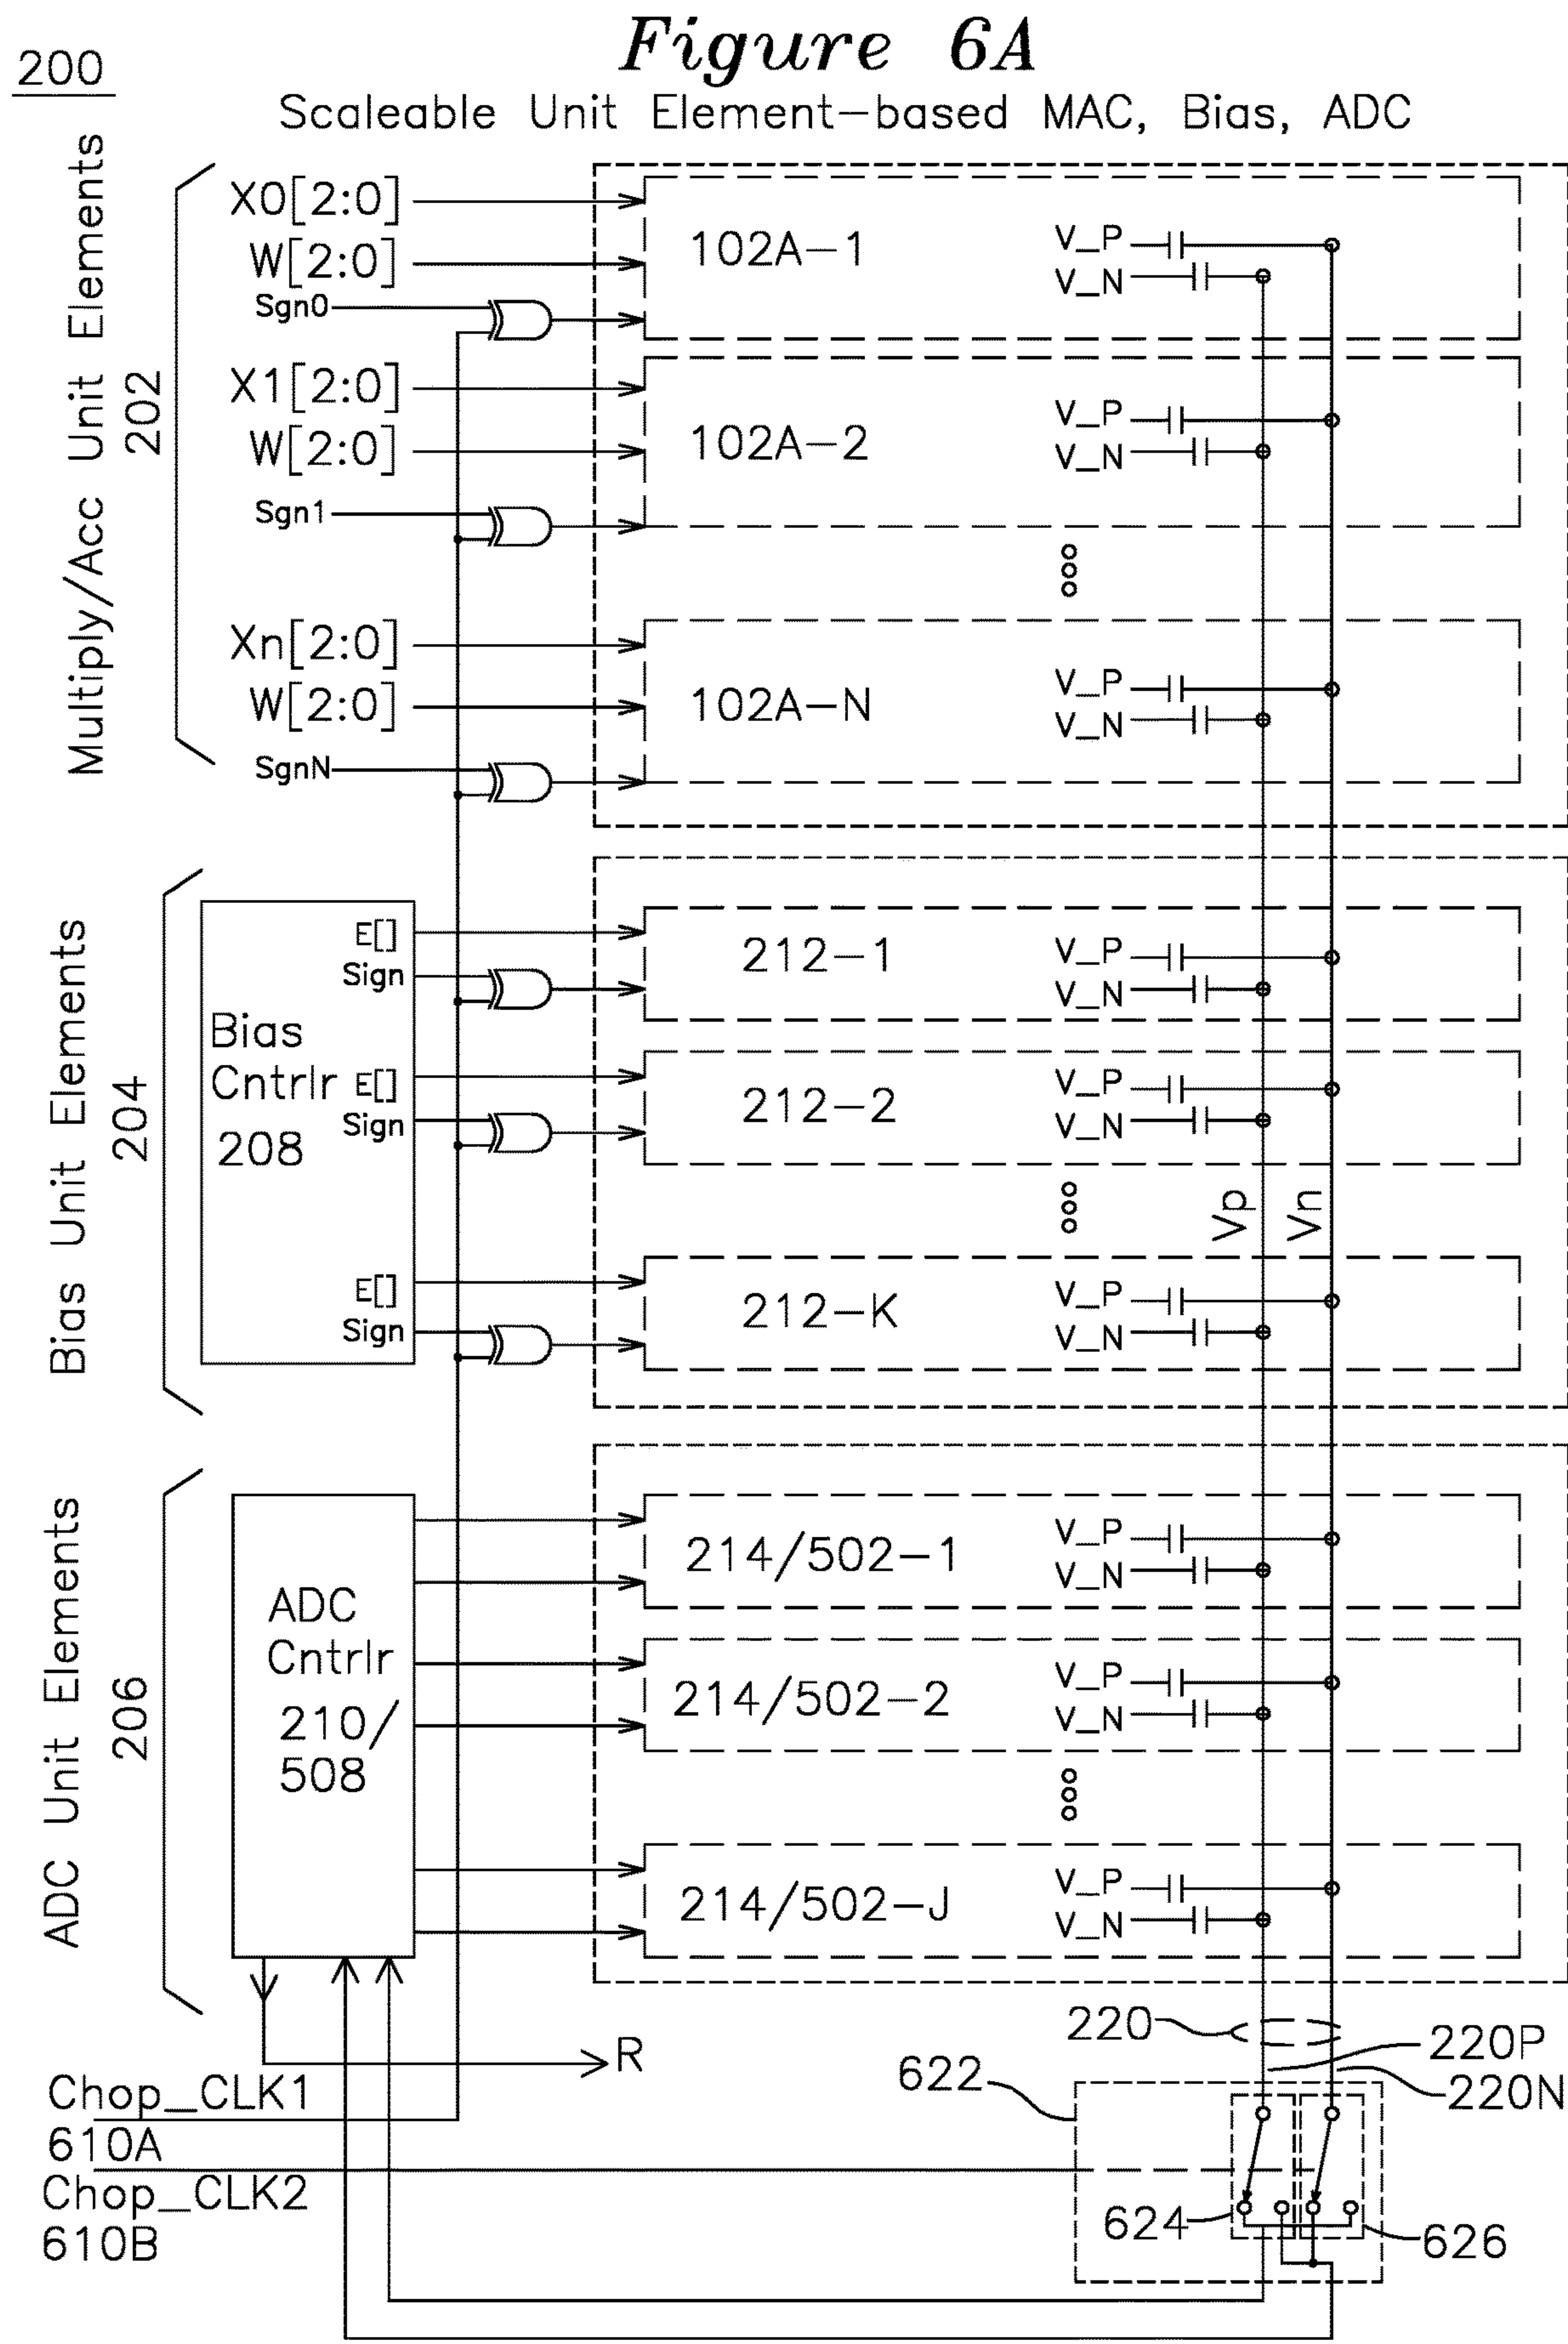 Figure 6A
200
Scaleable Unit Element-based MAC, Bias, ADC
Multiply/Acc Unit Elements
202
X0[2:0]
W[2:0]
Sgn0
102A-1
V_P
V_N
X1[2:0]
W[2:0]
Sgn1
102A-2
V_P
V_N
Xn[2:0]
W[2:0]
SgnN
102A-N
V_P
V_N
Bias Unit Elements
204
Bias
Cntrlr
208
E[]
Sign
212-1
V_P
V_N
E[]
Sign
212-2
V_P
V_N
Vp
Vn
E[]
Sign
212-K
V_P
V_N
ADC Unit Elements
206
ADC
Cntrlr
210/
508
214/502-1
V_P
V_N
214/502-2
V_P
V_N
214/502-J
V_P
V_N
220
220P
220N
R
622
Chop_CLK1
610A
Chop_CLK2
610B
624
626